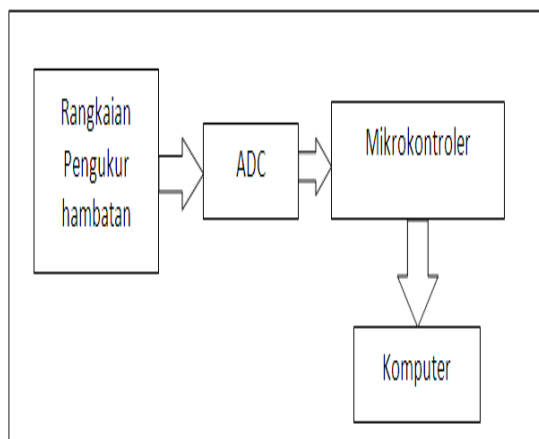 Rangkaian
Pengukur
hambatan
ADC
Mikrokontroler
Komputer